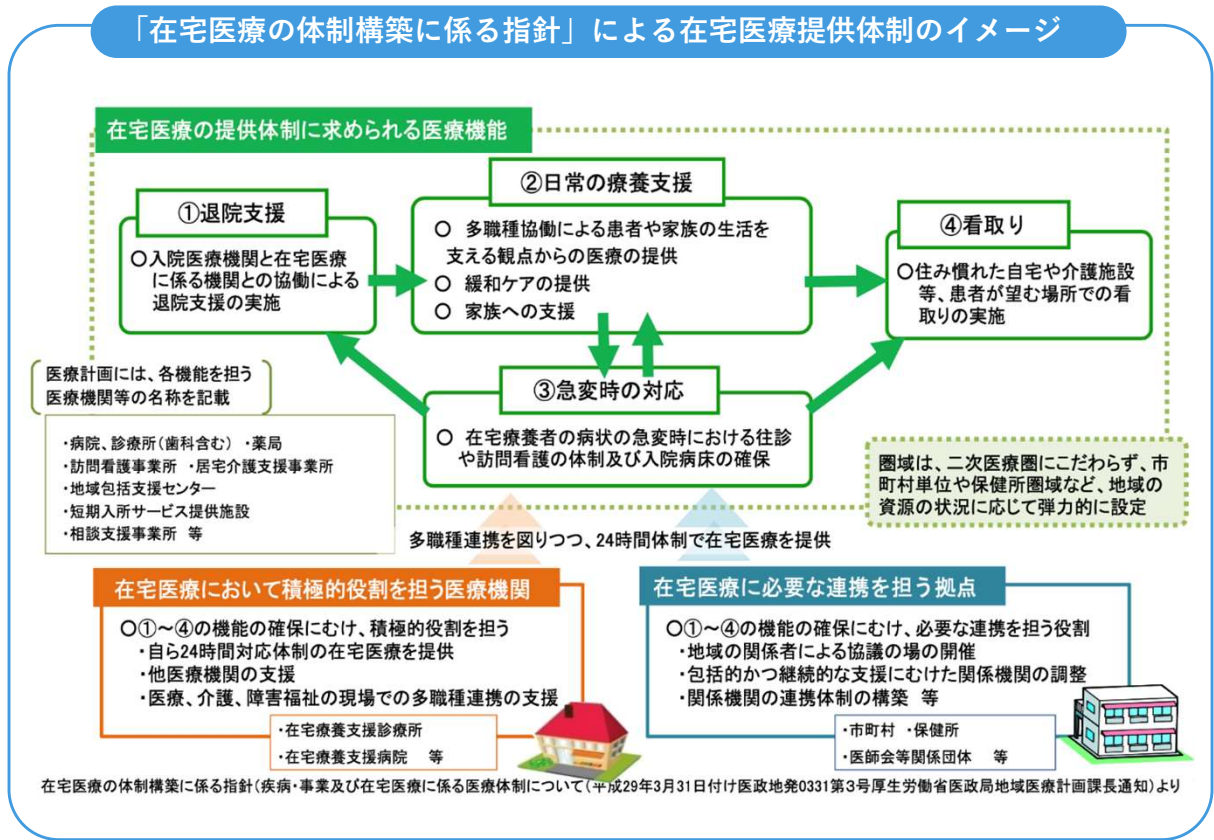 「在宅医療の体制構築に係る指針」による在宅医療提供体制のイメージ
在宅医療の提供体制に求められる医療機能
①退院支援
○入院医療機関と在宅医療
に係る機関との協働による
退院支援の実施
②日常の療養支援
○ 多職種協働による患者や家族の生活を
支える観点からの医療の提供
○ 緩和ケアの提供
○ 家族への支援
④看取り
○住み慣れた自宅や介護施設
等、患者が望む場所での看
取りの実施
③急変時の対応
○ 在宅療養者の病状の急変時における往診
や訪問看護の体制及び入院病床の確保
医療計画には、各機能を担う
医療機関等の名称を記載
・病院、診療所(歯科含む) ・薬局
・訪問看護事業所 ・居宅介護支援事業所
・地域包括支援センター
・短期入所サービス提供施設
・相談支援事業所 等
圏域は、二次医療圏にこだわらず、市
町村単位や保健所圏域など、地域の
資源の状況に応じて弾力的に設定
多職種連携を図りつつ、24時間体制で在宅医療を提供
在宅医療において積極的役割を担う医療機関
○①～④の機能の確保にむけ、積極的役割を担う
・自ら24時間対応体制の在宅医療を提供
・他医療機関の支援
・医療、介護、障害福祉の現場での多職種連携の支援
・在宅療養支援診療所
・在宅療養支援病院 等
在宅医療に必要な連携を担う拠点
○①～④の機能の確保にむけ、必要な連携を担う役割
・地域の関係者による協議の場の開催
・包括的かつ継続的な支援にむけた関係機関の調整
・関係機関の連携体制の構築 等
・市町村 ・保健所
・医師会等関係団体 等
在宅医療の体制構築に係る指針(疾病・事業及び在宅医療に係る医療体制について(平成29年3月31日付け医政地発0331第3号厚生労働省医政局地域医療計画課長通知)より